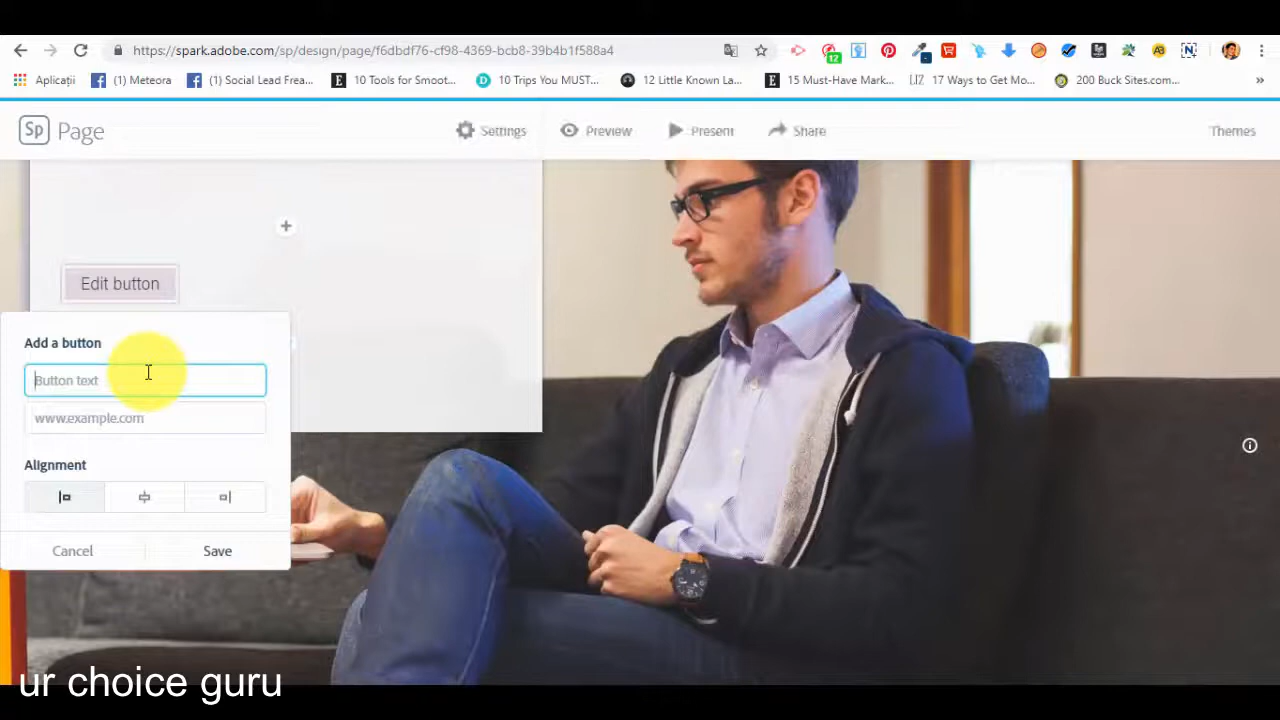 https://spark.adobe.com/sp/design/page/f6dbdf76-cf98-4369-bcb8-39b4b1f588a4
12
Aplicații
(1) Meteora
(1) Social Lead Frea...
10 Tools for Smoot...
10 Trips You MUST...
12 Little Known La...
15 Must-Have Mark...
17 Ways to Get Mo...
200 Buck Sites.com...
»
Sp Page
Settings
Preview
Present
Share
Themes
+
Edit button
Add a button
Button text
www.example.com
Alignment
Cancel
Save
ur choice guru